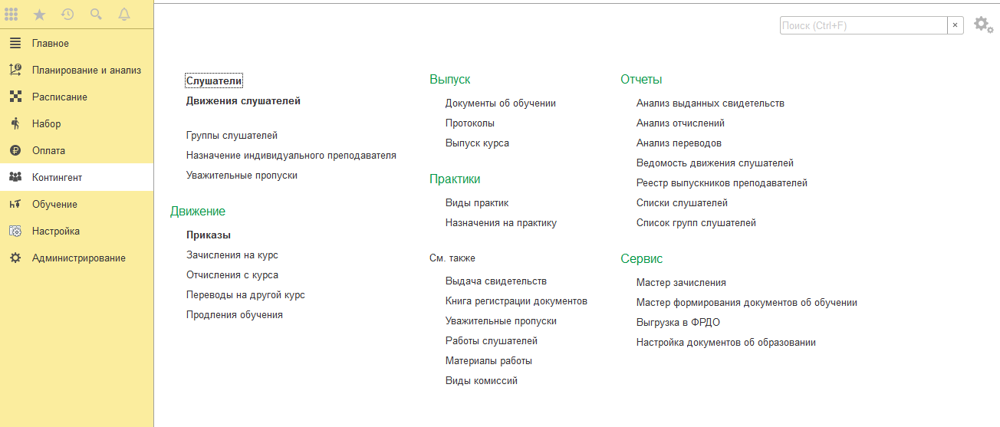 Главное
Планирование и анализ
Расписание
Набор
Оплата
Контингент
Обучение
Настройка
Администрирование
Поиск (Ctrl+F)
×
Слушатели
Движения слушателей
Группы слушателей
Назначение индивидуального преподавателя
Уважительные пропуски
Движение
Приказы
Зачисления на курс
Отчисления с курса
Переводы на другой курс
Продления обучения
Выпуск
Документы об обучении
Протоколы
Выпуск курса
Практики
Виды практик
Назначения на практику
См. также
Выдача свидетельств
Книга регистрации документов
Уважительные пропуски
Работы слушателей
Материалы работы
Виды комиссий
Отчеты
Анализ выданных свидетельств
Анализ отчислений
Анализ переводов
Ведомость движения слушателей
Реестр выпускников преподавателей
Списки слушателей
Список групп слушателей
Сервис
Мастер зачисления
Мастер формирования документов об обучении
Выгрузка в ФРДО
Настройка документов об образовании